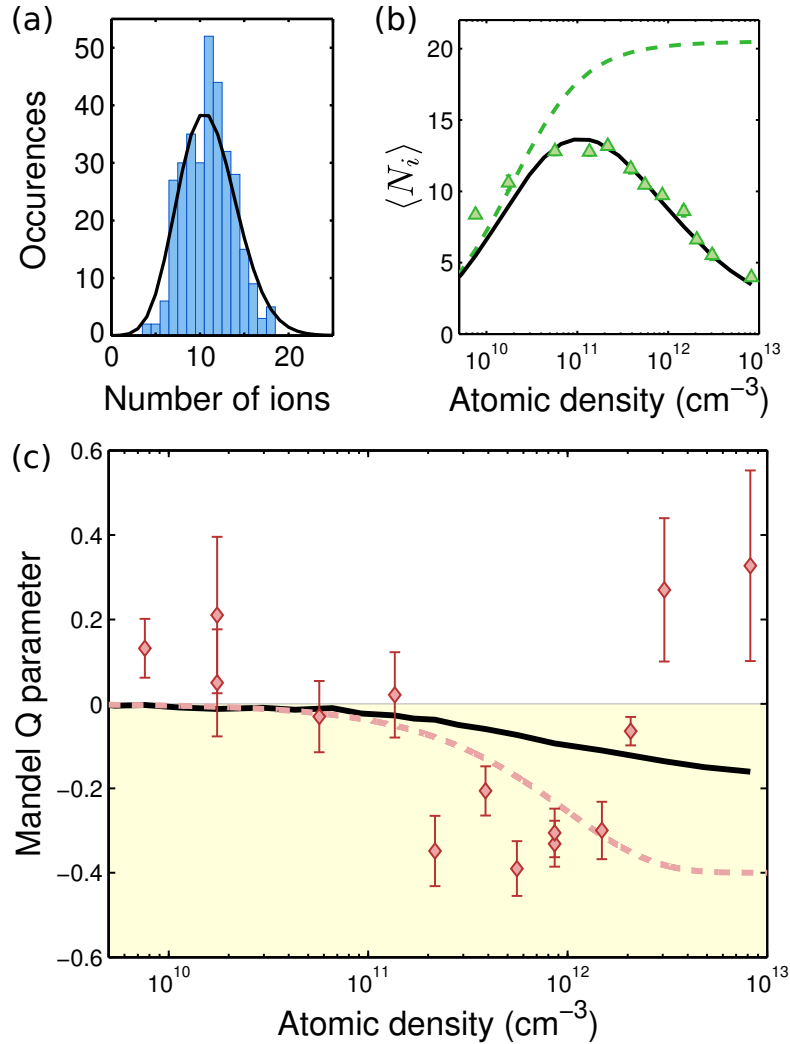 (a)
50
40
30
20
10
0
Occurences
0 10 20
Number of ions
(b)
20
15
10
5
0
⟨N_i⟩
10^10 10^11 10^12 10^13
Atomic density (cm^−3)
(c)
0.6
0.4
0.2
0
−0.2
−0.4
−0.6
Mandel Q parameter
10^10 10^11 10^12 10^13
Atomic density (cm^−3)